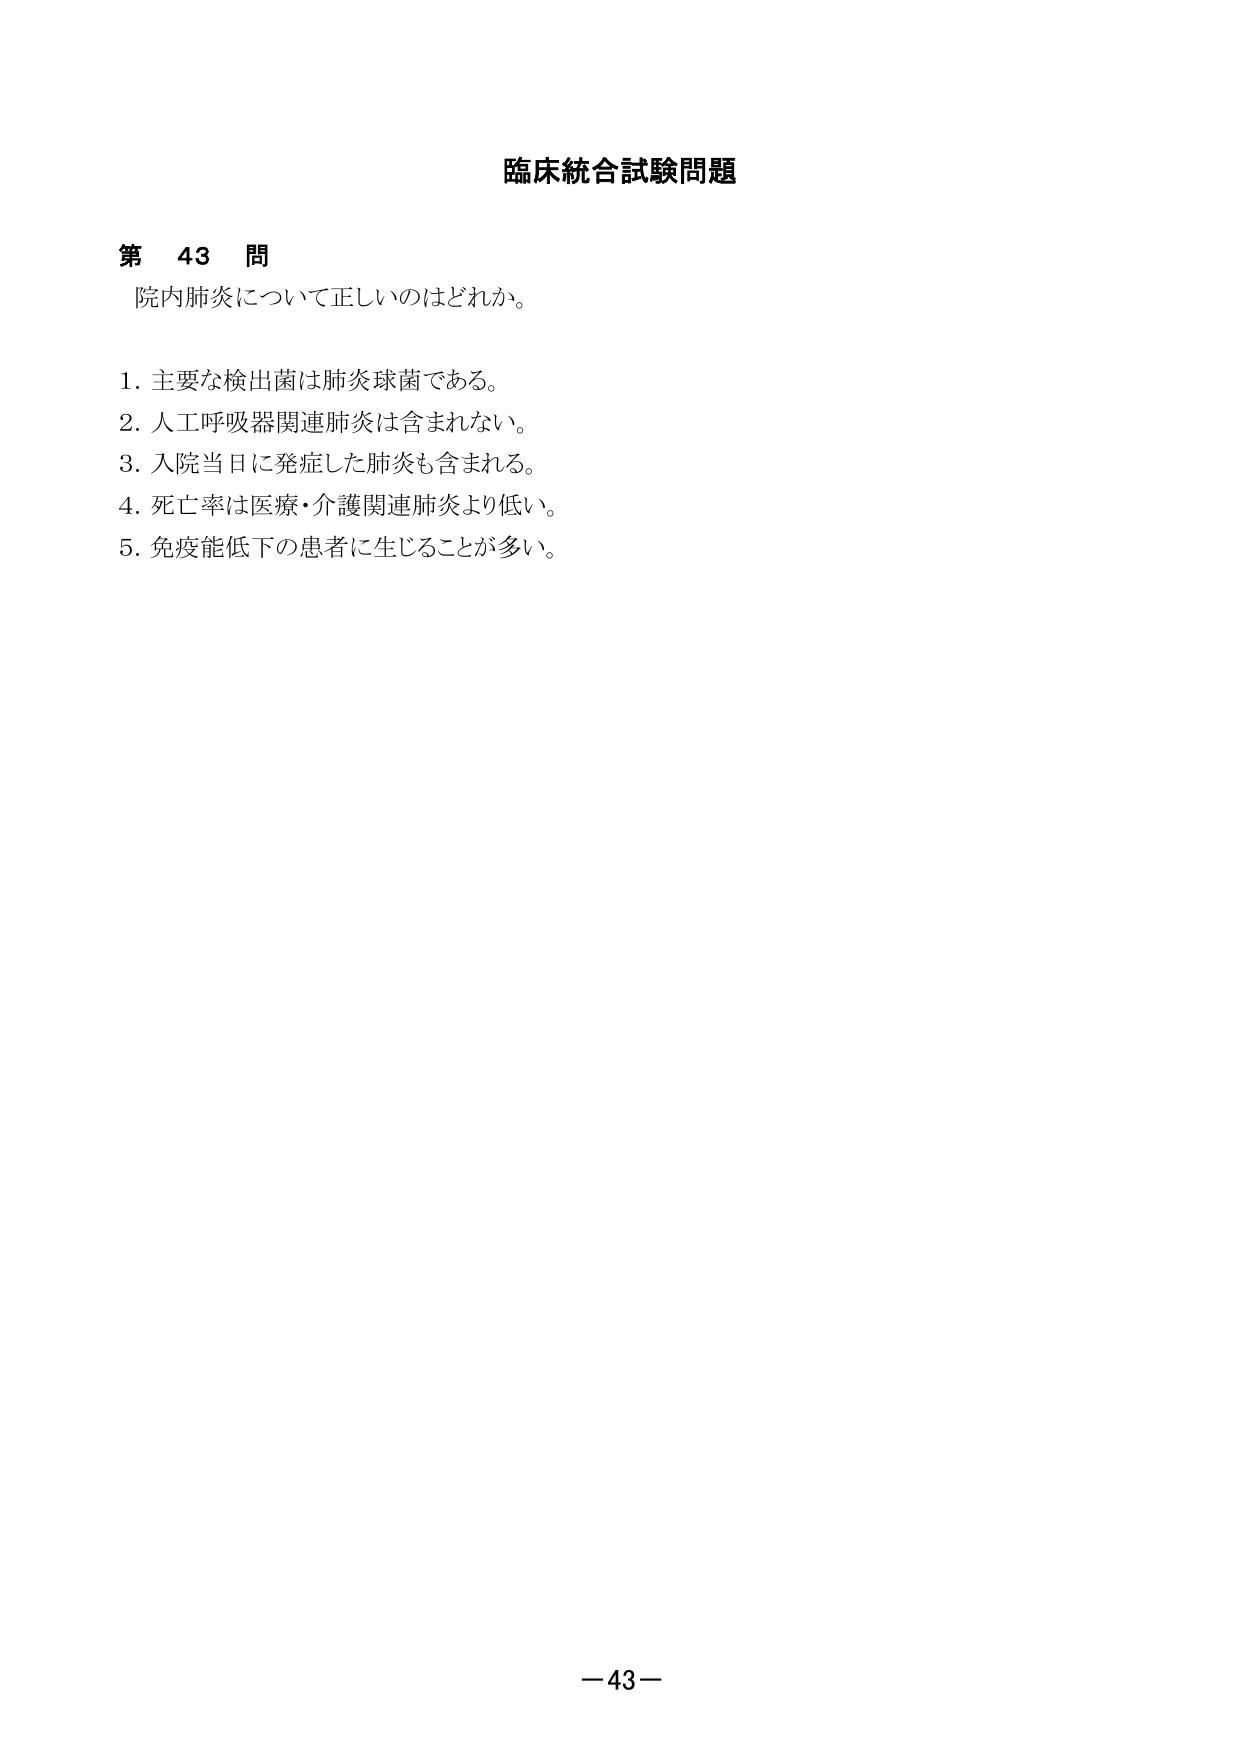 臨床統合試験問題
第 43 問
院内肺炎について正しいのはどれか。
1. 主要な検出菌は肺炎球菌である。
2. 人工呼吸器関連肺炎は含まれない。
3. 入院当日に発症した肺炎も含まれる。
4. 死亡率は医療・介護関連肺炎より低い。
5. 免疫能低下の患者に生じることが多い。
－43－